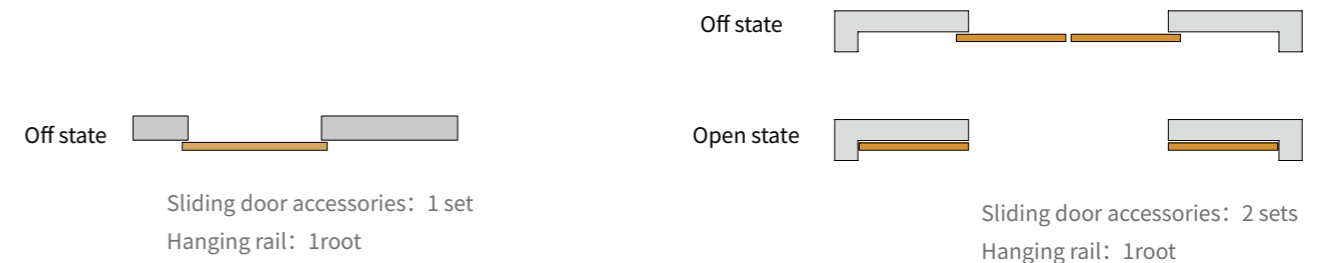 Off state
Sliding door accessories：1 set
Hanging rail：1root
Off state
Open state
Sliding door accessories：2 sets
Hanging rail：1root